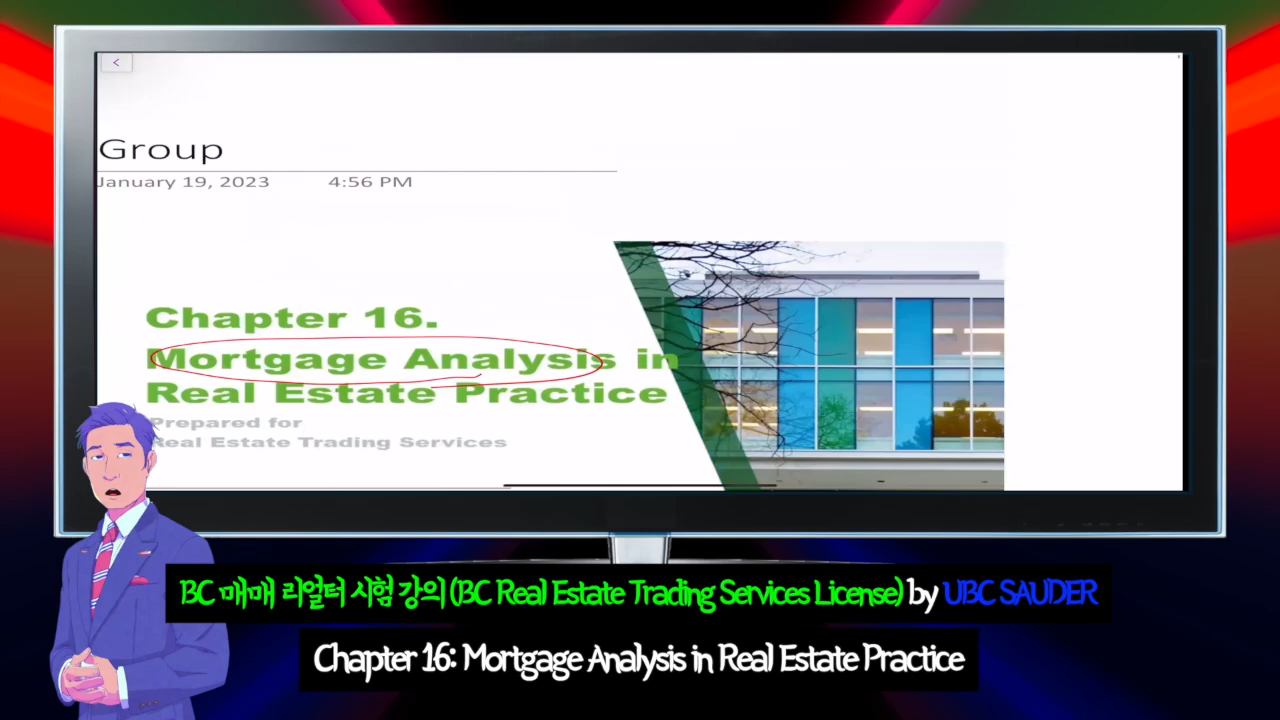 <
Group
January 19, 2023 4:56 PM
Chapter 16.
Mortgage Analysis in
Real Estate Practice
Prepared for
Real Estate Trading Services
BC 매매 리얼터 시험 강의 (BC Real Estate Trading Services License) by UBC SAUDER
Chapter 16: Mortgage Analysis in Real Estate Practice